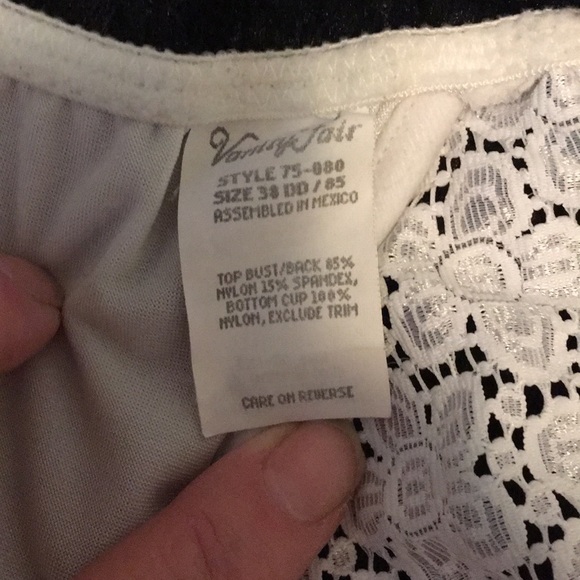 Vanity Fair
STYLE 75-080
SIZE 38 DD / 85
ASSEMBLED IN MEXICO
TOP BUST/BACK 85%
NYLON 15% SPANDEX,
BOTTOM CUP 100%
NYLON, EXCLUDE TRIM
CARE ON REVERSE